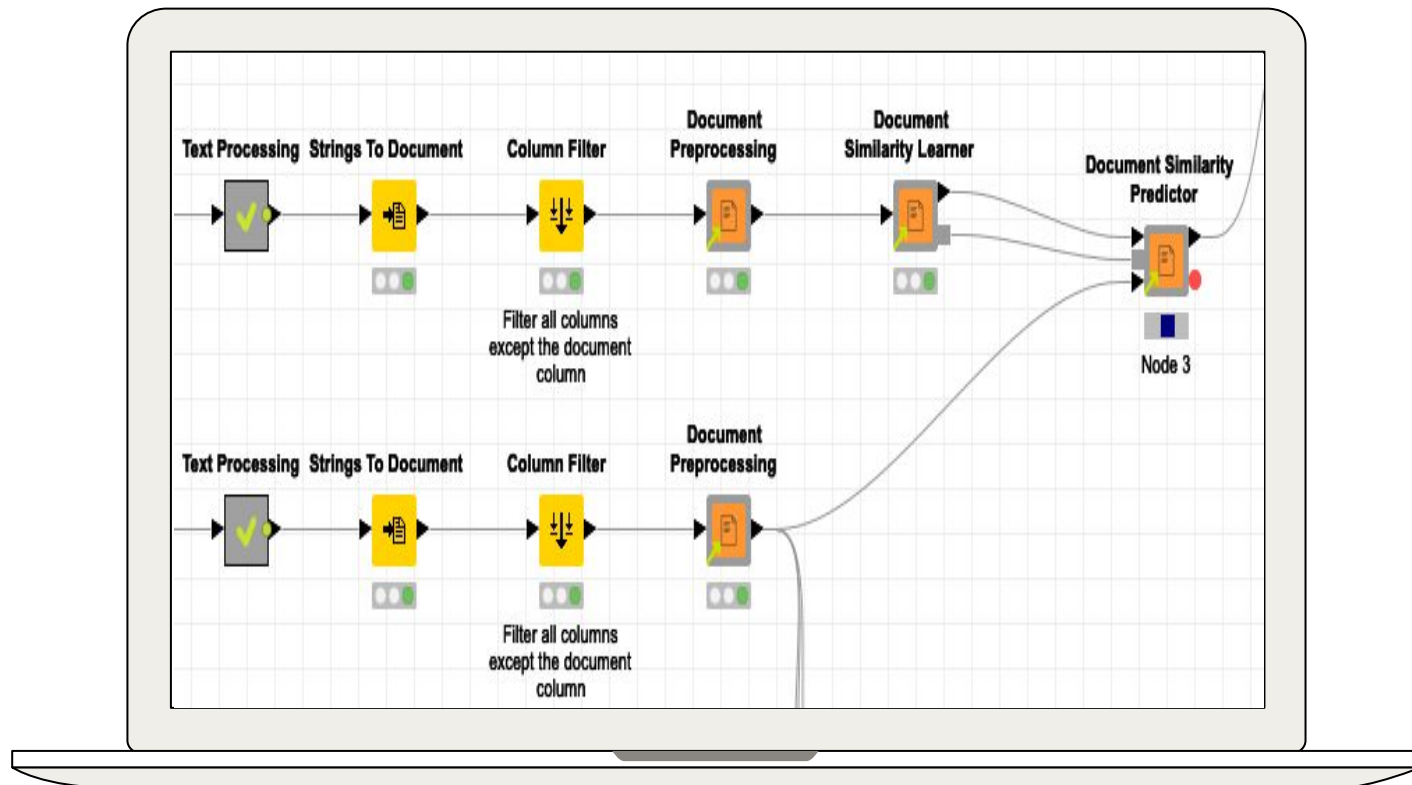 Text Processing
Strings To Document
Column Filter
Document
Preprocessing
Document
Similarity Learner
Document Similarity
Predictor
Filter all columns
except the document
column
Node 3
Text Processing
Strings To Document
Column Filter
Document
Preprocessing
Filter all columns
except the document
column